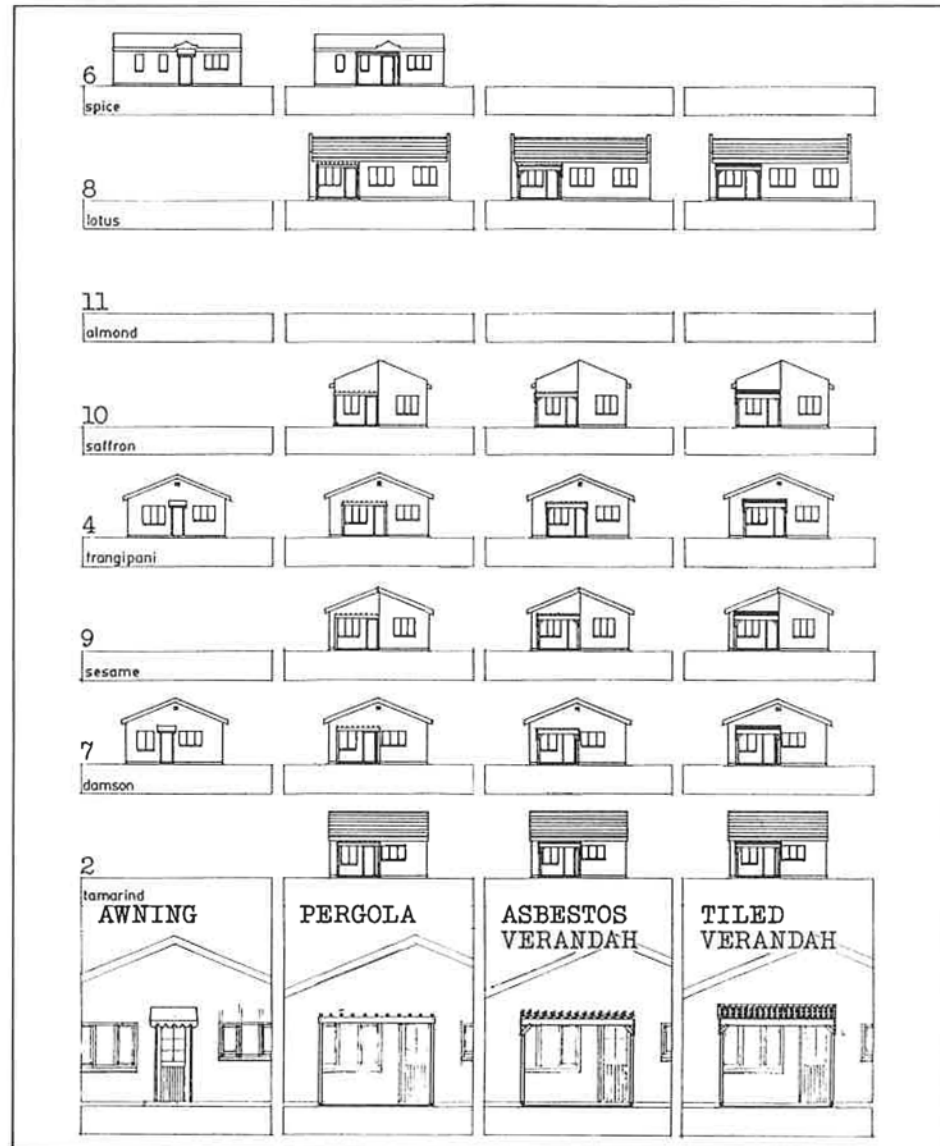 6
spice
8
lotus
11
almond
10
saffron
4
frangipani
9
sesame
7
damson
2
tamarind
AWNING
PERGOLA
ASBESTOS
VERANDAH
TILED
VERANDAH